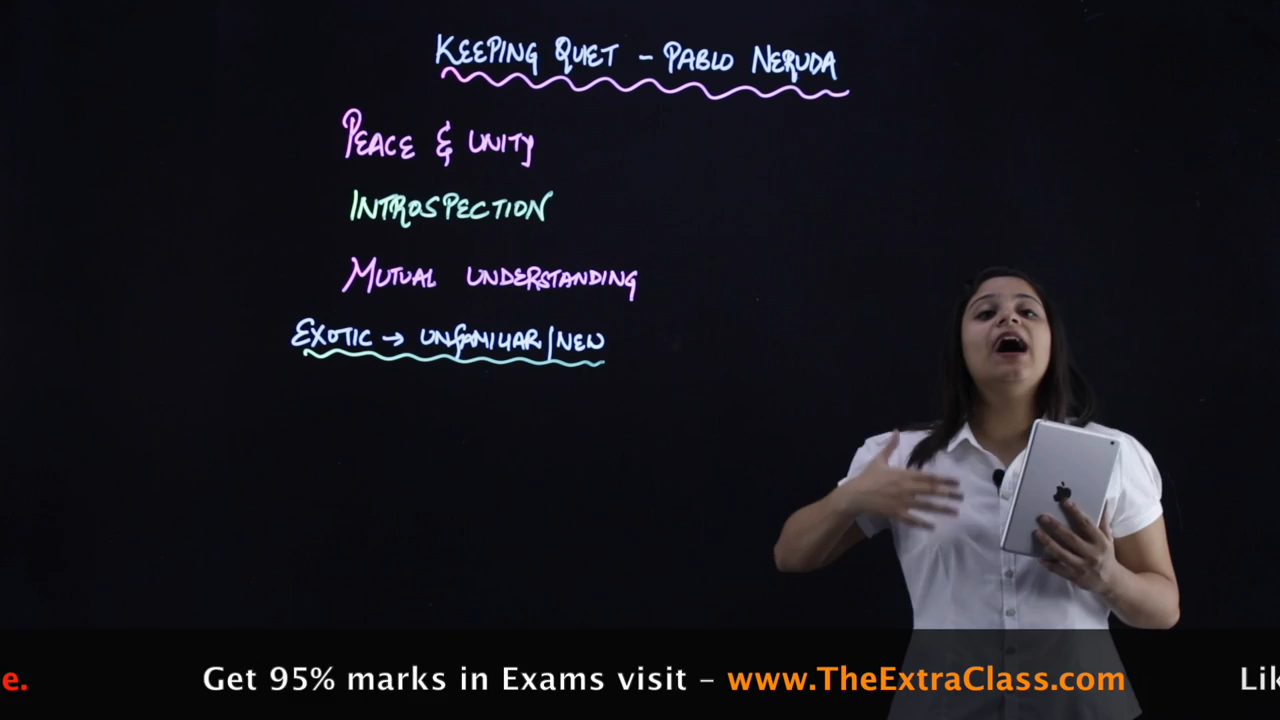 KEEPING QUIET - PABLO NERUDA
PEACE & UNITY
INTROSPECTION
MUTUAL UNDERSTANDING
EXOTIC → UNFAMILIAR/NEW
e. Get 95% marks in Exams visit - www.TheExtraClass.com Lik